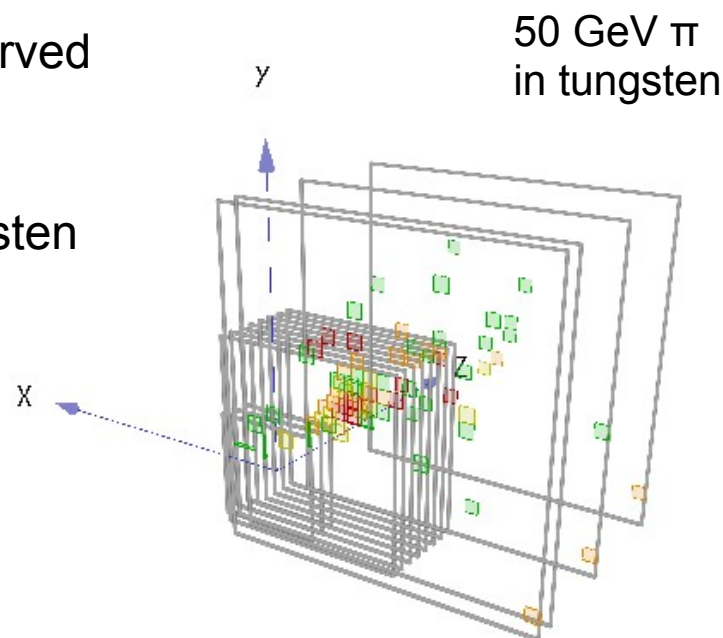 rved
50 GeV π
in tungsten
y
sten
Z
X